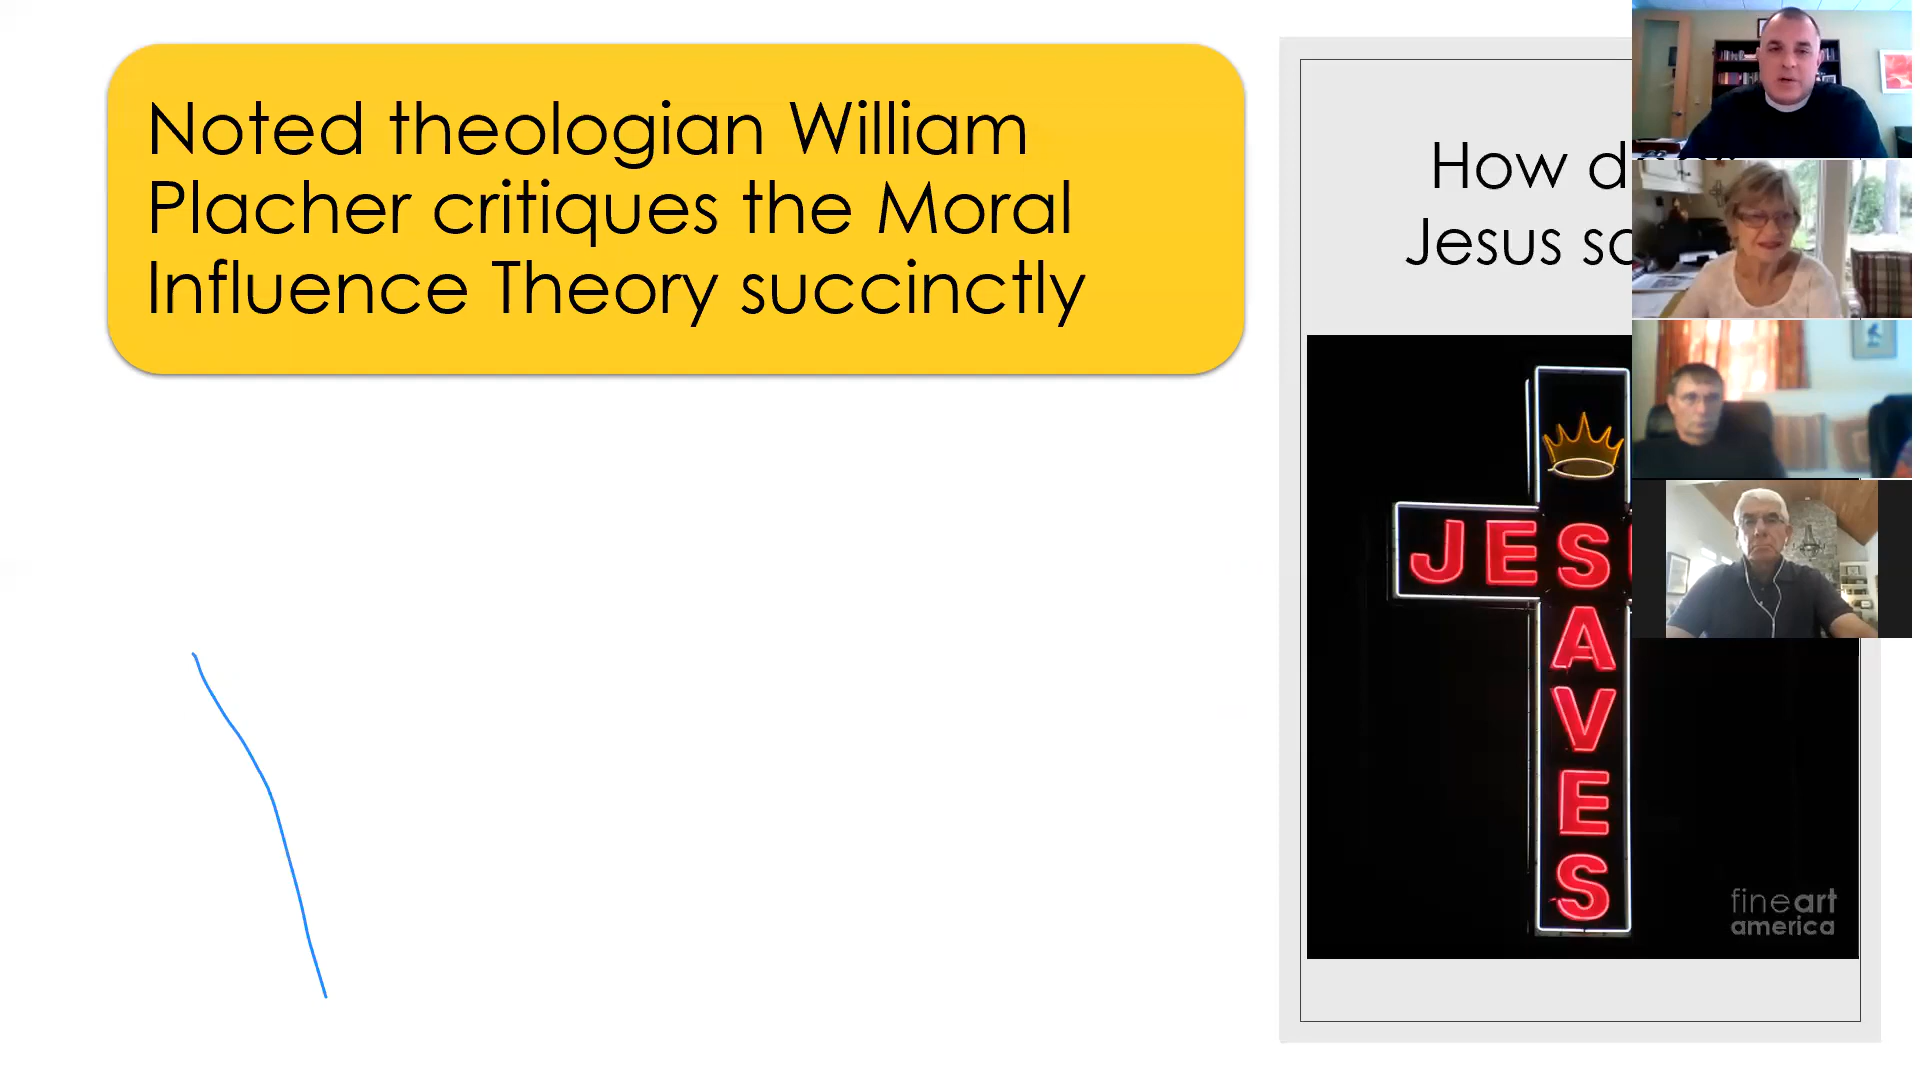 Noted theologian William
Placher critiques the Moral
Influence Theory succinctly
How
Jesus
JES
SAVES
fineart
america